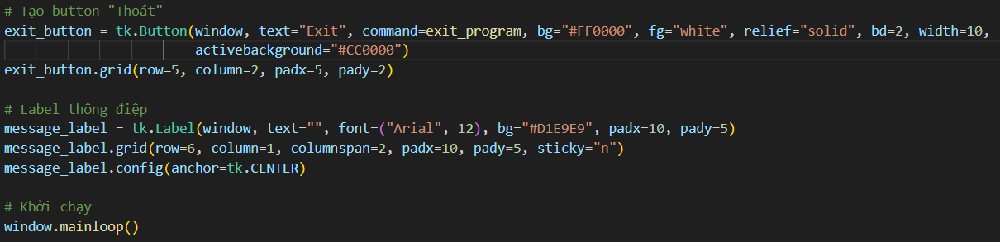 # Tạo button "Thoát"
exit_button = tk.Button(window, text="Exit", command=exit_program, bg="#FF0000", fg="white", relief="solid", bd=2, width=10,
activebackground="#CC0000")
exit_button.grid(row=5, column=2, padx=5, pady=2)
# Label thông điệp
message_label = tk.Label(window, text="", font=("Arial", 12), bg="#D1E9E9", padx=10, pady=5)
message_label.grid(row=6, column=1, columnspan=2, padx=10, pady=5, sticky="n")
message_label.config(anchor=tk.CENTER)
# Khởi chạy
window.mainloop()